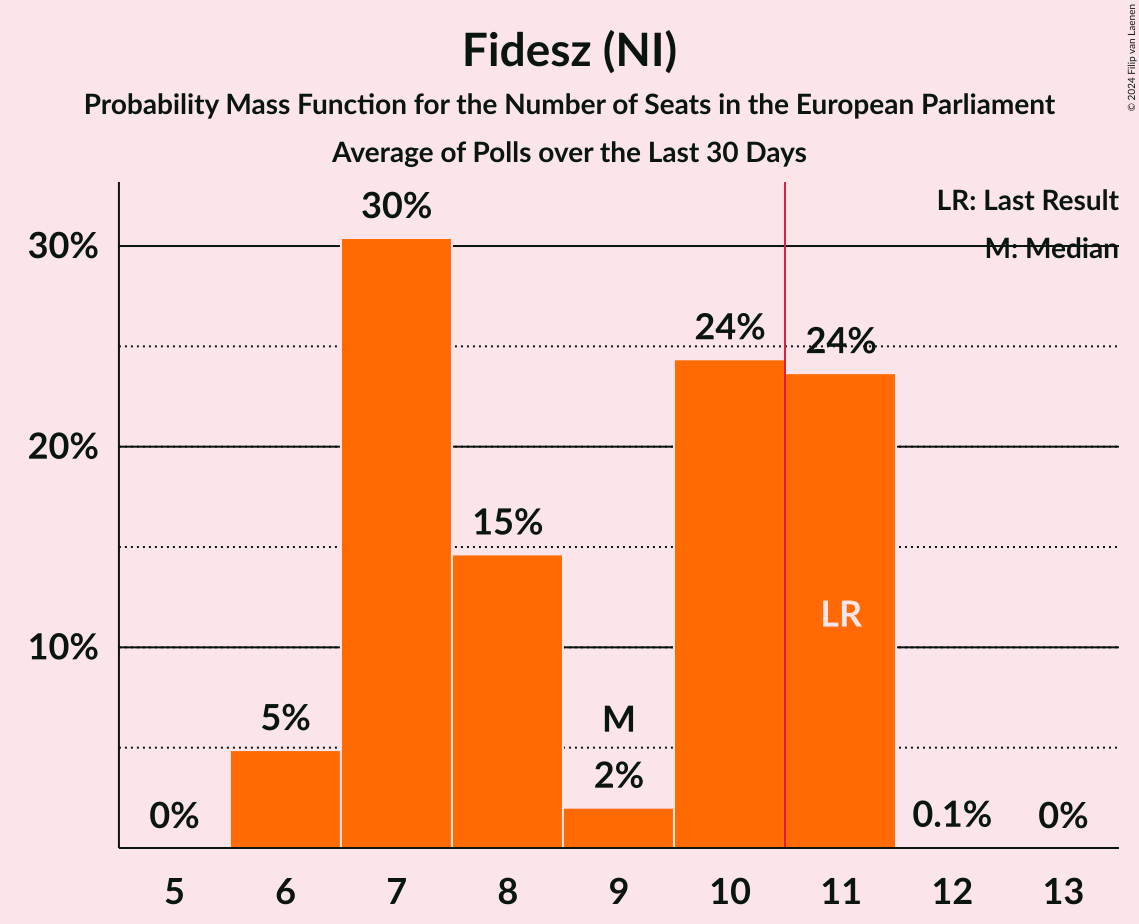 Fidesz (NI)
Probability Mass Function for the Number of Seats in the European Parliament
Average of Polls over the Last 30 Days
© 2024 Filip van Laenen
LR: Last Result
M: Median
30%
20%
10%
0%
5%
30%
15%
M
2%
24%
24%
LR
0.1%
0%
5 6 7 8 9 10 11 12 13